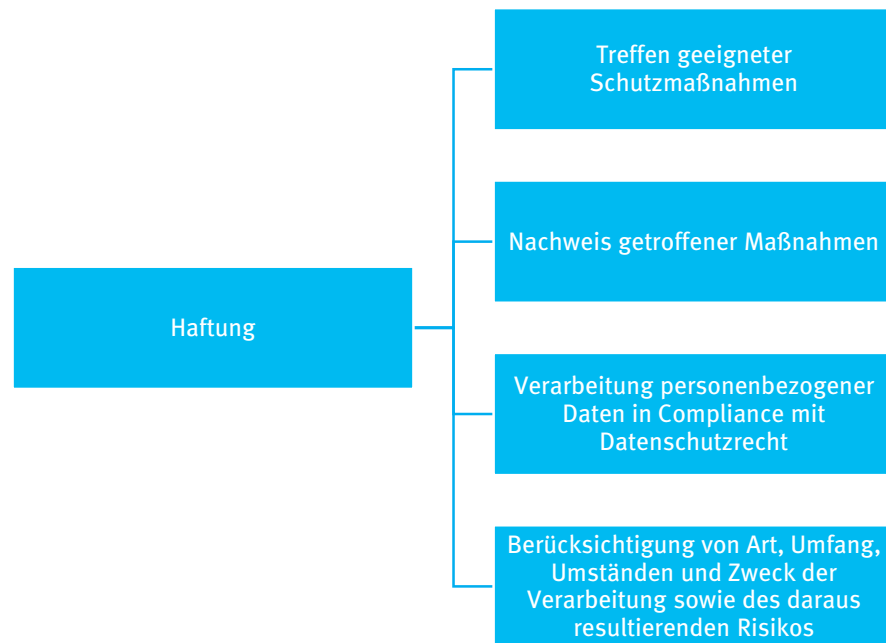 Treffen geeigneter
Schutzmaßnahmen
Nachweis getroffener Maßnahmen
Haftung
Verarbeitung personenbezogener
Daten in Compliance mit
Datenschutzrecht
Berücksichtigung von Art, Umfang,
Umständen und Zweck der
Verarbeitung sowie des daraus
resultierenden Risikos